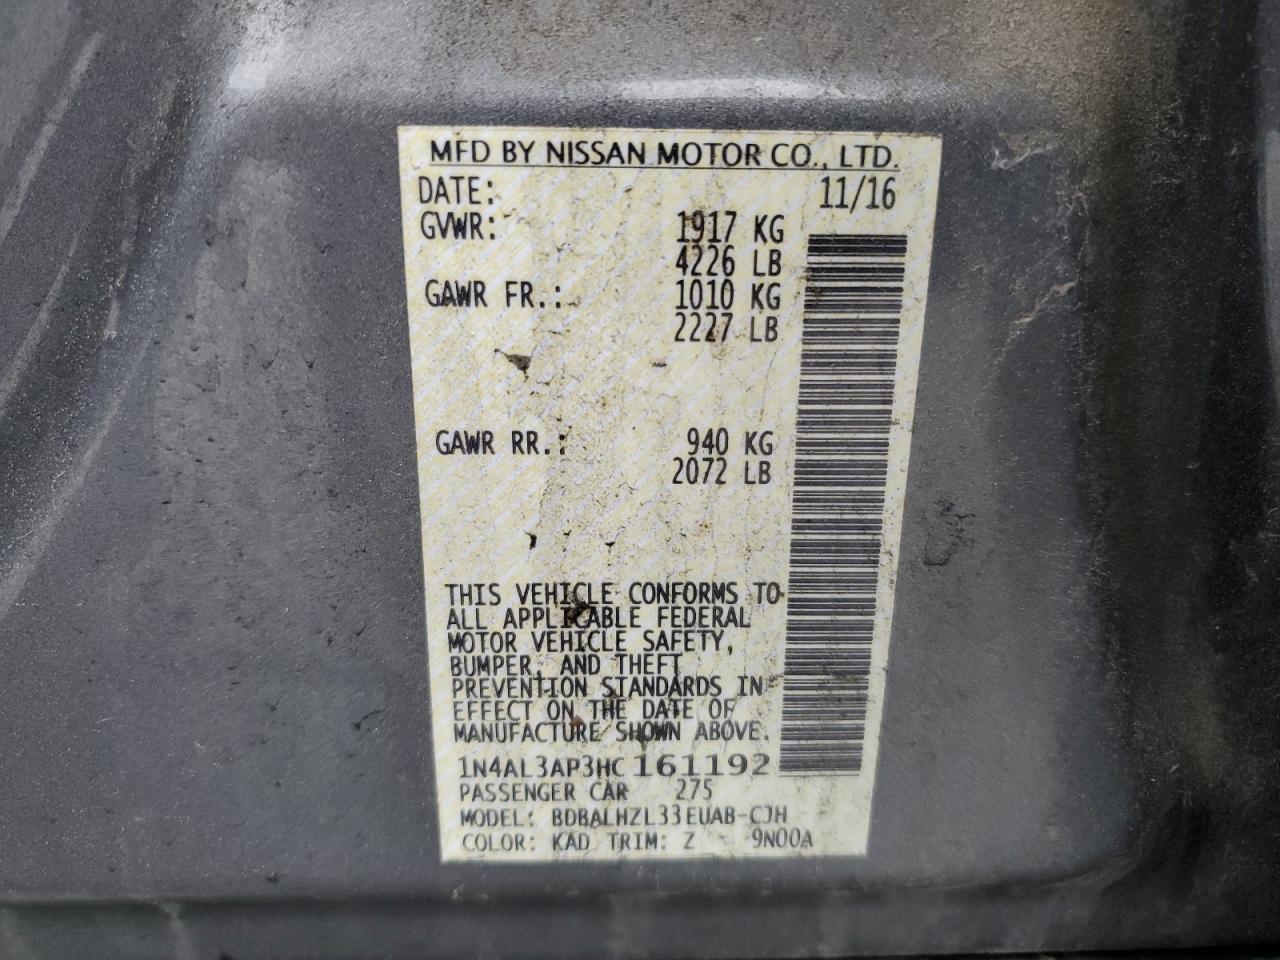 MFD BY NISSAN MOTOR CO., LTD.
DATE: 11/16
GVWR: 1917 KG
4226 LB
GAWR FR.: 1010 KG
2227 LB
GAWR RR.: 940 KG
2072 LB
THIS VEHICLE CONFORMS TO
ALL APPLICABLE FEDERAL
MOTOR VEHICLE SAFETY,
BUMPER, AND THEFT
PREVENTION STANDARDS IN
EFFECT ON THE DATE OF
MANUFACTURE SHOWN ABOVE.
1N4AL3AP3HC161192
PASSENGER CAR 275
MODEL: BDBALHZL33EUAB-CJH
COLOR: KAD TRIM: Z 9N00A